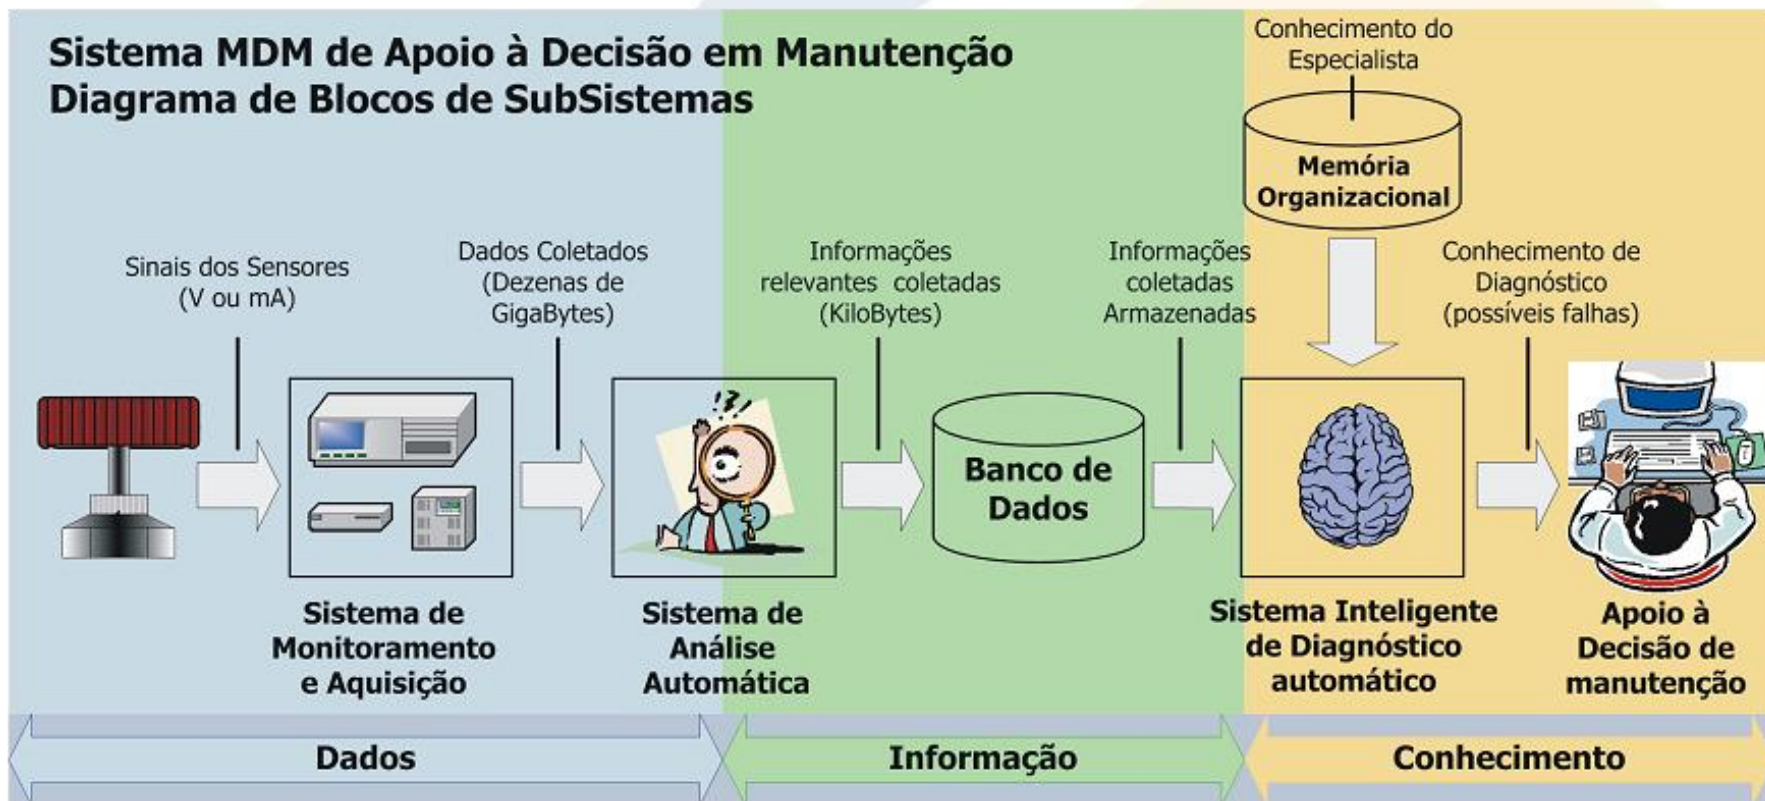 Sistema MDM de Apoio à Decisão em Manutenção
Diagrama de Blocos de SubSistemas
Conhecimento do
Especialista
Memória
Organizacional
Sinais dos Sensores
(V ou mA)
Dados Coletados
(Dezenas de
GigaBytes)
Informações
relevantes coletadas
(KiloBytes)
Informações
coletadas
Armazenadas
Conhecimento de
Diagnóstico
(possíveis falhas)
!?!
Banco de
Dados
Sistema de
Monitoramento
e Aquisição
Sistema de
Análise
Automática
Sistema Inteligente
de Diagnóstico
automático
Apoio à
Decisão de
manutenção
Dados
Informação
Conhecimento